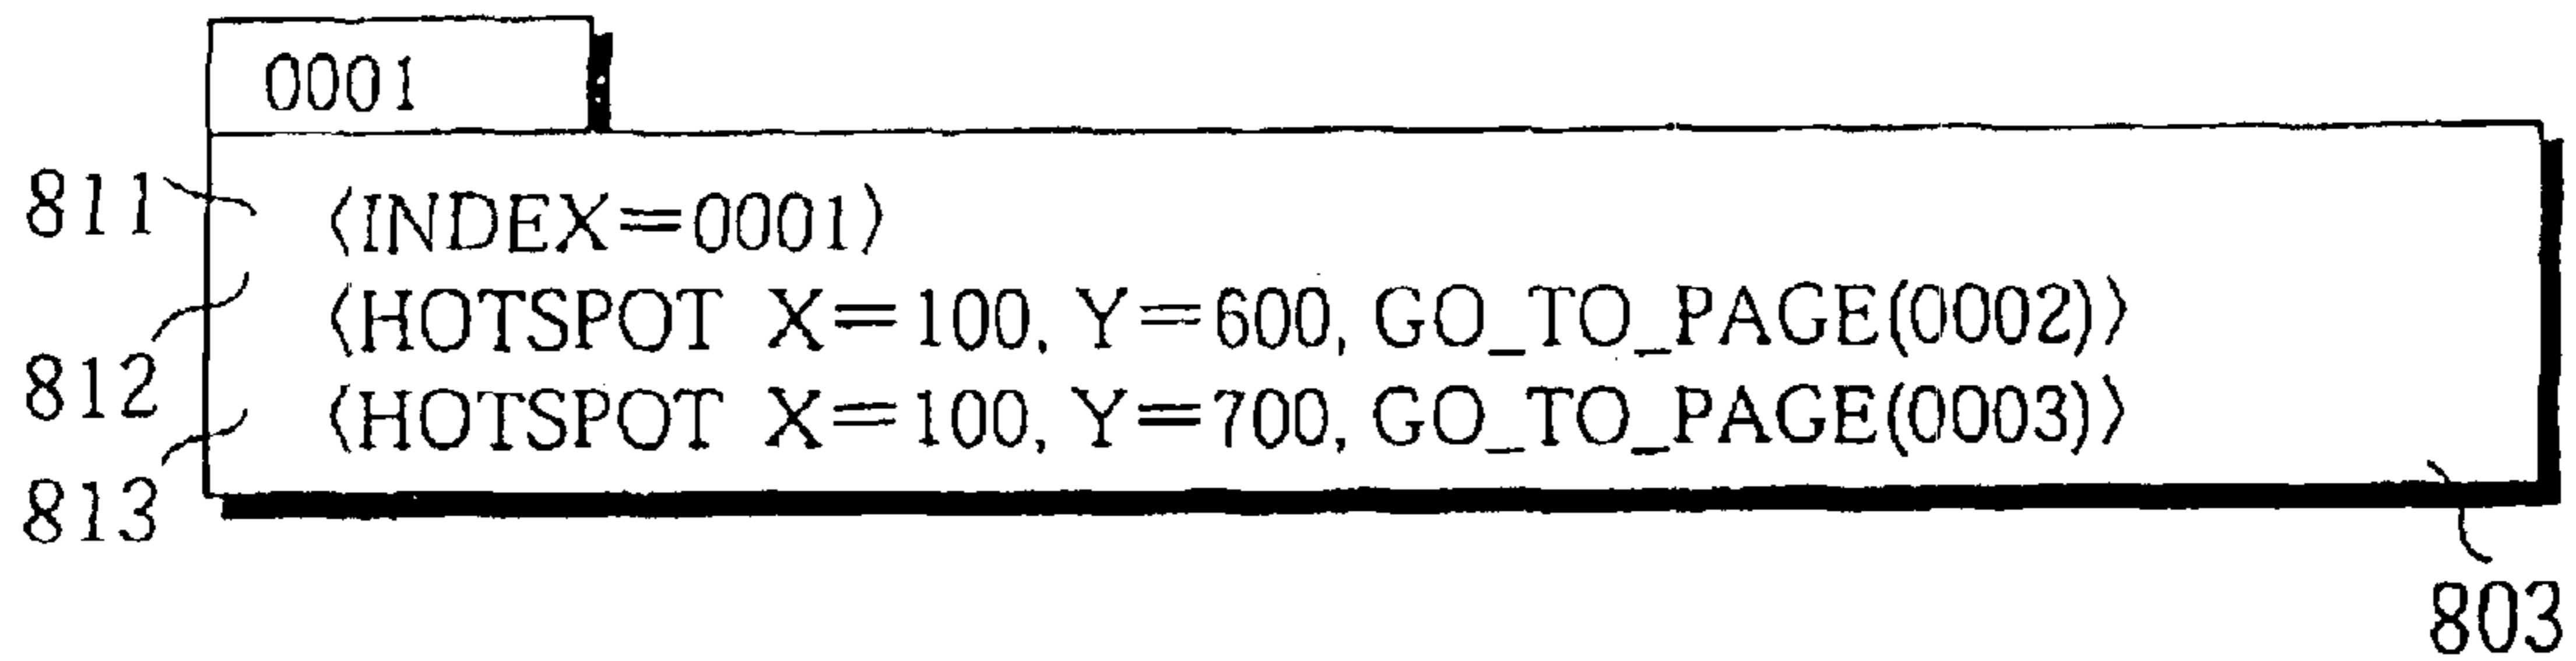 0001
811
〈INDEX=0001〉
812
〈HOTSPOT X=100, Y=600, GO_TO_PAGE(0002)〉
813
〈HOTSPOT X=100, Y=700, GO_TO_PAGE(0003)〉
803